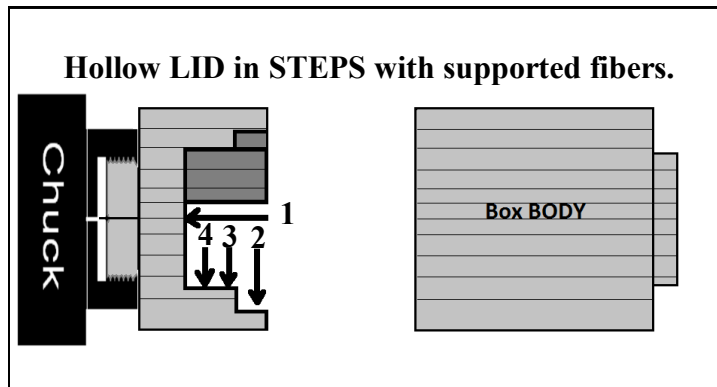 Hollow LID in STEPS with supported fibers.
Chuck
1
4 3 2
Box BODY